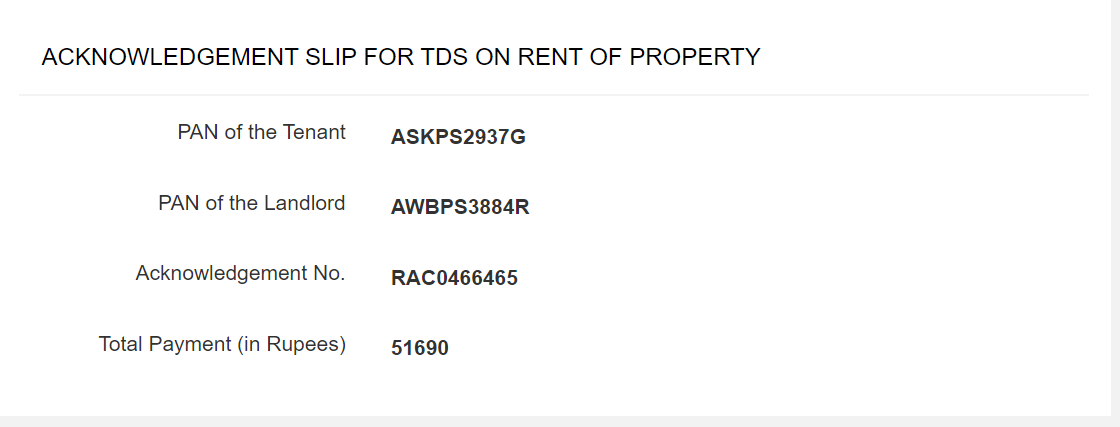 ACKNOWLEDGEMENT SLIP FOR TDS ON RENT OF PROPERTY
PAN of the Tenant ASKPS2937G
PAN of the Landlord AWBPS3884R
Acknowledgement No. RAC0466465
Total Payment (in Rupees) 51690